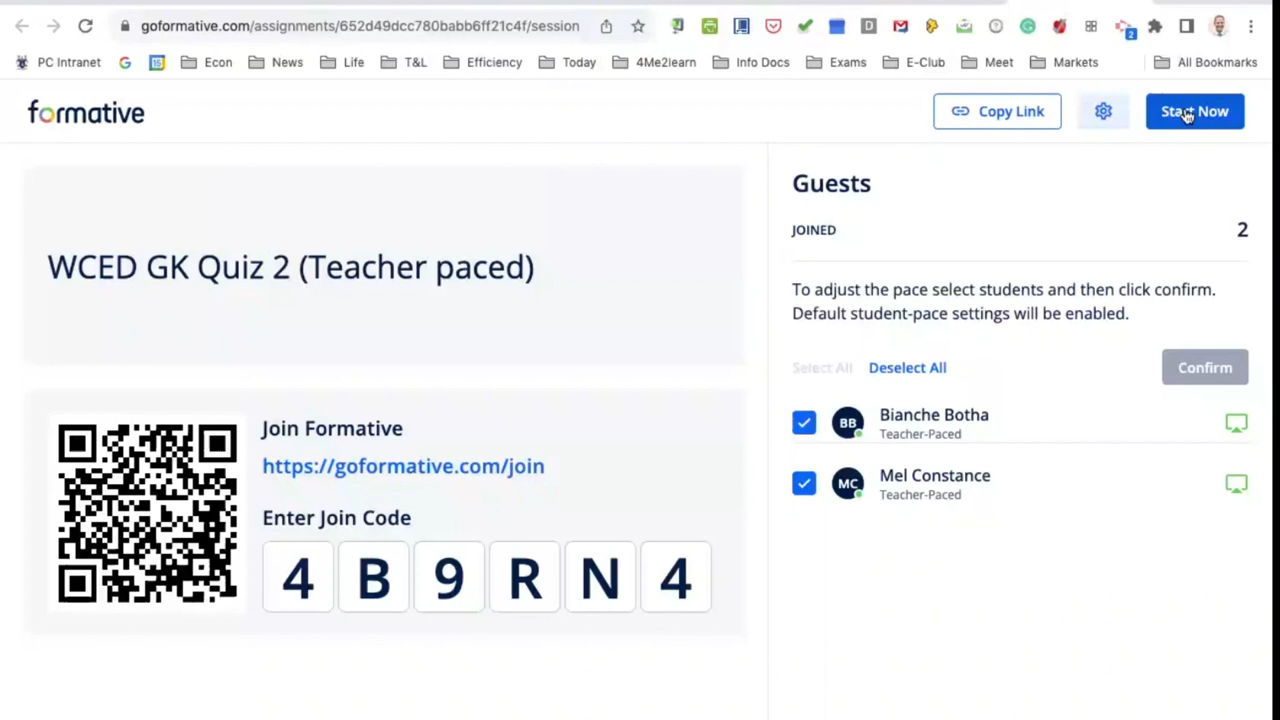 goformative.com/assignments/652d49dcc780babb6ff21c4f/session
2
PC Intranet
Econ
News
Life
T&L
Efficiency
Today
4Me2learn
Info Docs
Exams
E-Club
Meet
Markets
All Bookmarks
formative
Copy Link
Start Now
WCED GK Quiz 2 (Teacher paced)
Join Formative
https://goformative.com/join
Enter Join Code
4 B 9 R N 4
Guests
JOINED 2
To adjust the pace select students and then click confirm.
Default student-pace settings will be enabled.
Select All Deselect All Confirm
BB Bianche Botha
Teacher-Paced
MC Mel Constance
Teacher-Paced